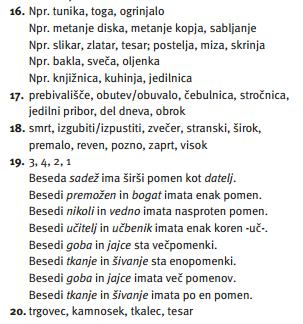 16. Npr. tunika, toga, ogrinjalo
Npr. metanje diska, metanje kopja, sabljanje
Npr. slikar, zlatar, tesar; postelja, miza, skrinja
Npr. bakla, sveča, oljenka
Npr. knjižnica, kuhinja, jedilnica
17. prebivališče, obutev/obuvalo, čebulnica, stročnica,
jedilni pribor, del dneva, obrok
18. smrt, izgubiti/izpustiti, zvečer, stranski, širok,
premalo, reven, pozno, zaprt, visok
19. 3, 4, 2, 1
Beseda sadež ima širši pomen kot datelj.
Besedi premožen in bogat imata enak pomen.
Besedi nikoli in vedno imata nasproten pomen.
Besedi učitelj in učbenik imata enak koren -uč-.
Besedi goba in jajce sta večpomenki.
Besedi tkanje in šivanje sta enopomenki.
Besedi goba in jajce imata več pomenov.
Besedi tkanje in šivanje imata po en pomen.
20. trgovec, kamnosek, tkalec, tesar